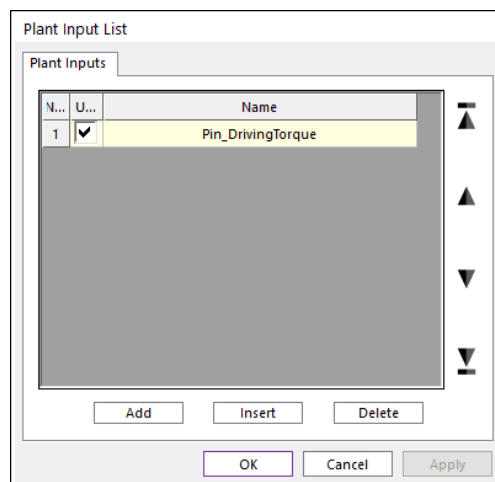 Plant Input List
Plant Inputs
N... U... Name
1 Pin_DrivingTorque
Add Insert Delete
OK Cancel Apply